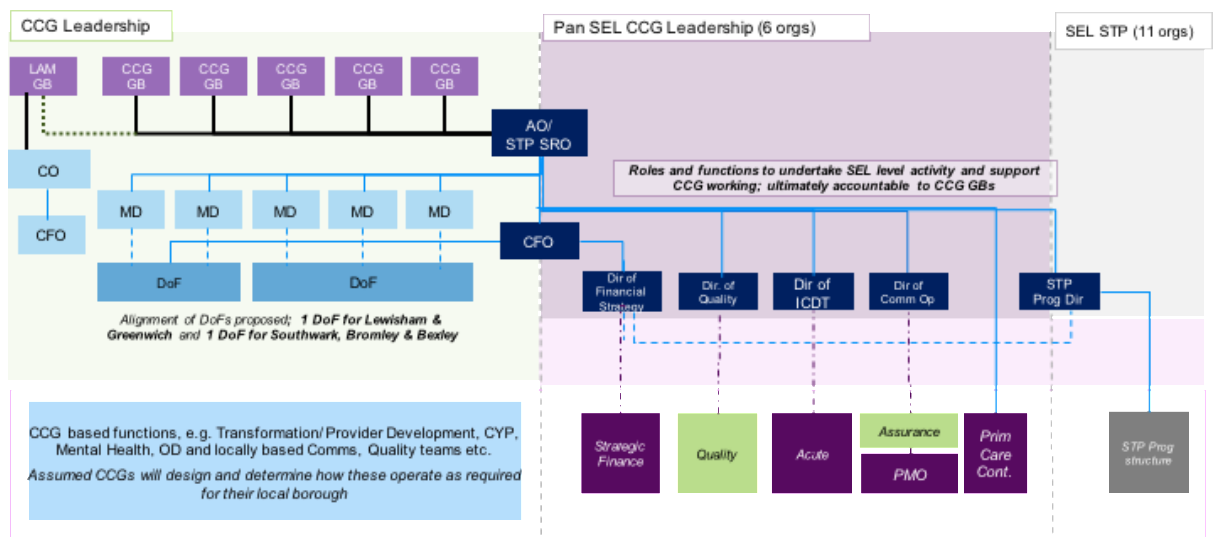 CCG Leadership
Pan SEL CCG Leadership (6 orgs)
SEL STP (11 orgs)
LAM
GB
CCG
GB
CCG
GB
CCG
GB
CCG
GB
CCG
GB
AO/
STP SRO
CO
Roles and functions to undertake SEL level activity and support
CCG working; ultimately accountable to CCG GBs
MD
MD
MD
MD
MD
CFO
CFO
DoF
DoF
Dir of
Financial
Strategy
Dir. of
Quality
Dir of
ICDT
Dir of
Comm Op
STP
Prog Dir
Alignment of DoFs proposed; 1 DoF for Lewisham &
Greenwich and 1 DoF for Southwark, Bromley & Bexley
CCG based functions, e.g. Transformation/ Provider Development, CYP,
Mental Health, OD and locally based Comms, Quality teams etc.
Assumed CCGs will design and determine how these operate as required
for their local borough
Strategic
Finance
Quality
Acute
Assurance
PMO
Prim
Care
Cont.
STP Prog
structure